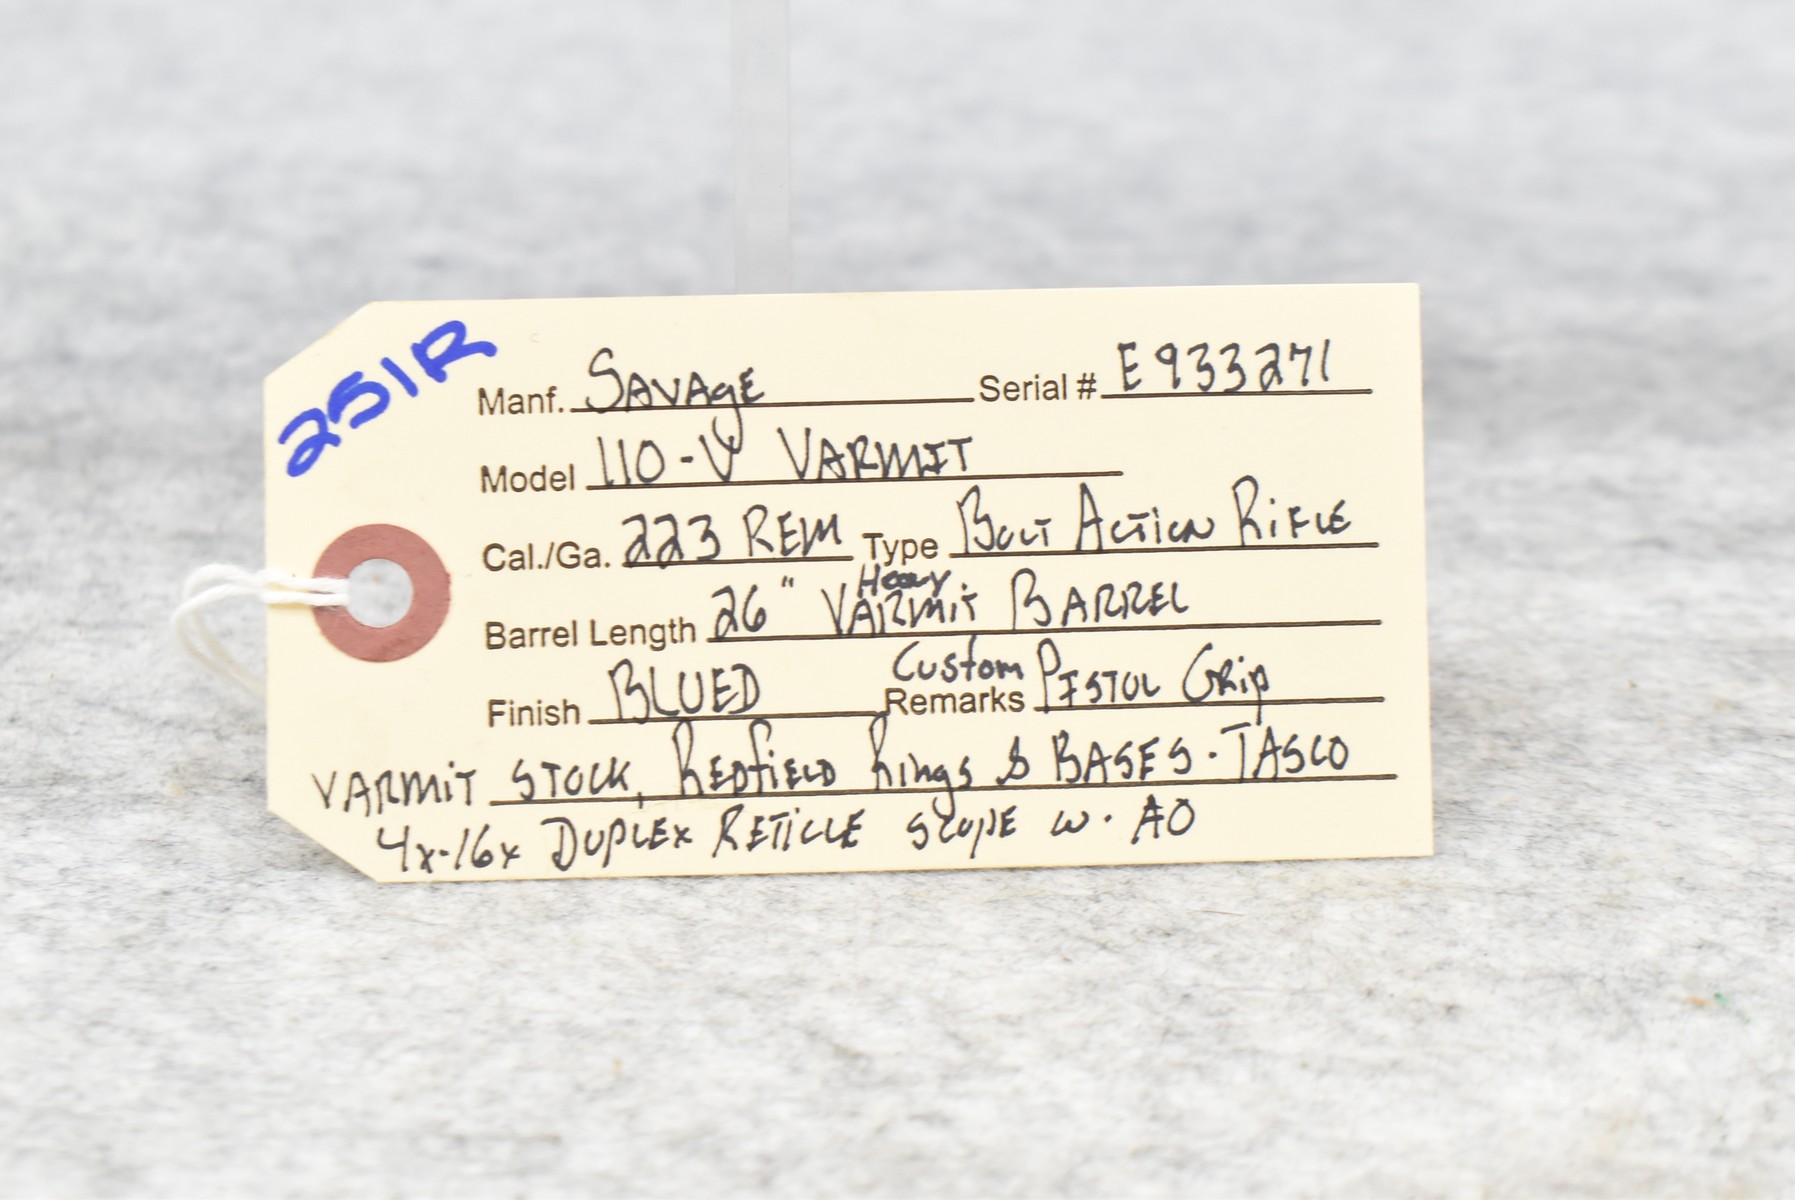 251R
Manf. SAVAgE Serial # E933271
Model 110-V VARMIT
Cal./Ga. 223 REM Type BOLT ACTiON RiFLE
Barrel Length 26" VARMiT Heavy BARREL
Finish BLUED Remarks Custom PISTOL GRip
VARMiT STOCK, REDfiELD Rings & BASES. TASCO
4x-16x DUPLEx RETiCLE SCOPE w. AO